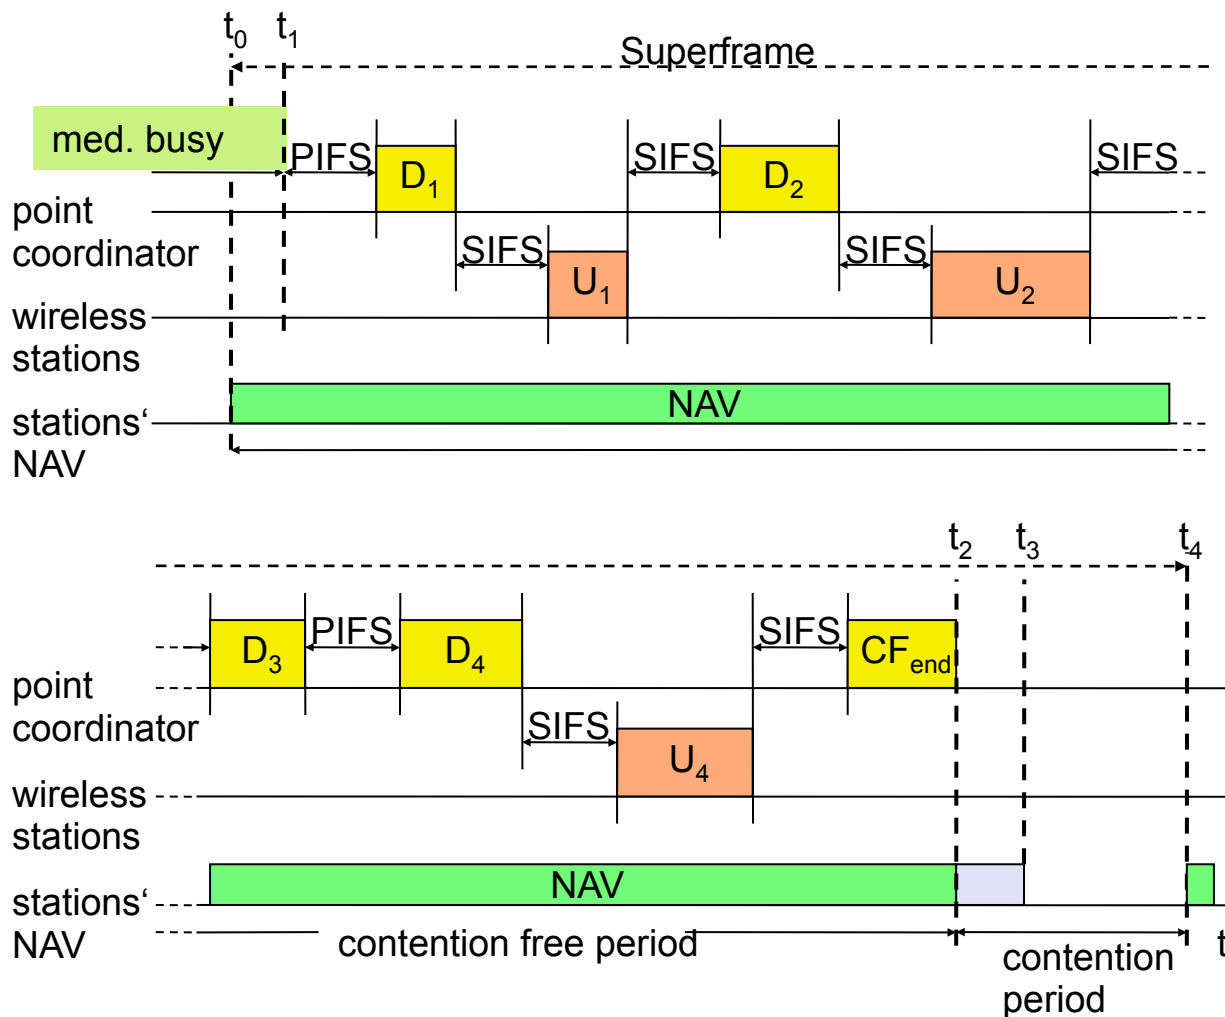 t0 t1
Superframe
med. busy
PIFS D1 SIFS D2 SIFS
point
coordinator
SIFS U1 SIFS U2
wireless
stations
NAV
stations‘
NAV
t2 t3 t4
D3 PIFS D4 SIFS CFend
point
coordinator
SIFS U4
wireless
stations
NAV
stations‘
NAV
contention free period
t
contention
period